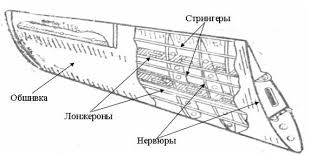 Стрингеры
Обшивка
Лонжероны
Нервюры